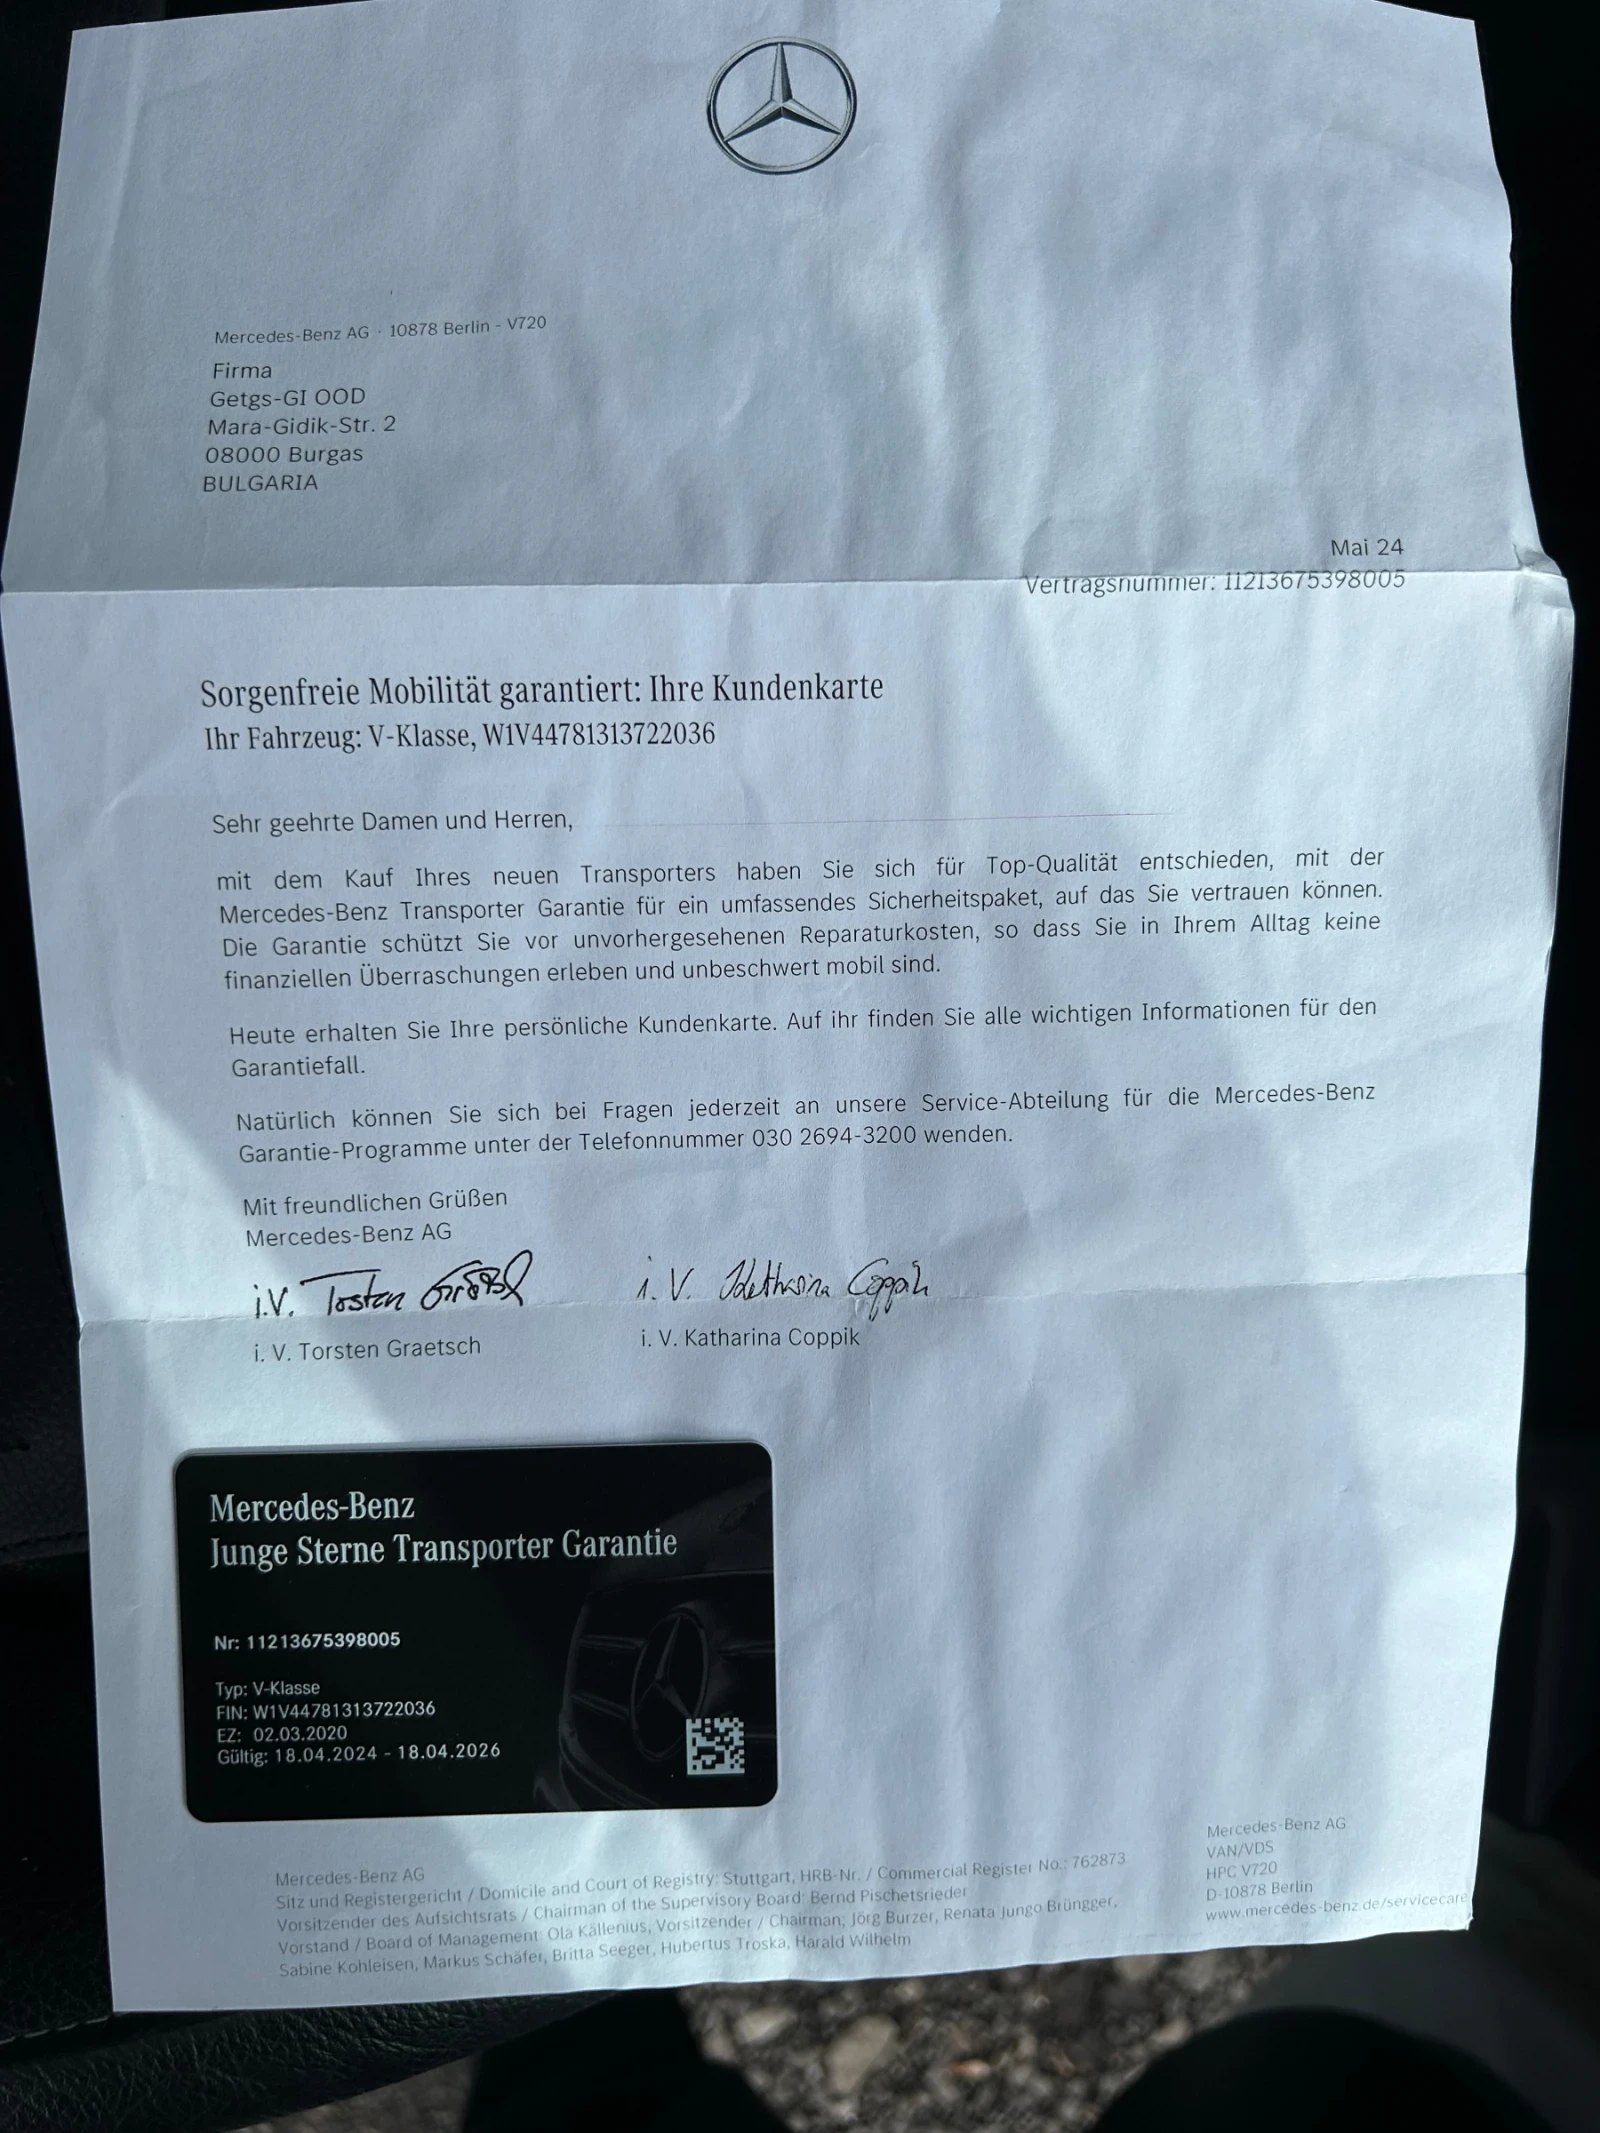 Mercedes-Benz AG · 10878 Berlin - V720
Firma
Getgs-GI OOD
Mara-Gidik-Str. 2
08000 Burgas
BULGARIA
Mai 24
Vertragsnummer: 11213675398005
Sorgenfreie Mobilität garantiert: Ihre Kundenkarte
Ihr Fahrzeug: V-Klasse, W1V44781313722036
Sehr geehrte Damen und Herren,
mit dem Kauf Ihres neuen Transporters haben Sie sich für Top-Qualität entschieden, mit der
Mercedes-Benz Transporter Garantie für ein umfassendes Sicherheitspaket, auf das Sie vertrauen können.
Die Garantie schützt Sie vor unvorhergesehenen Reparaturkosten, so dass Sie in Ihrem Alltag keine
finanziellen Überraschungen erleben und unbeschwert mobil sind.
Heute erhalten Sie Ihre persönliche Kundenkarte. Auf ihr finden Sie alle wichtigen Informationen für den
Garantiefall.
Natürlich können Sie sich bei Fragen jederzeit an unsere Service-Abteilung für die Mercedes-Benz
Garantie-Programme unter der Telefonnummer 030 2694-3200 wenden.
Mit freundlichen Grüßen
Mercedes-Benz AG
i.V. Torsten Graetsch
i. V. Katharina Coppik
i. V. Torsten Graetsch
i. V. Katharina Coppik
Mercedes-Benz
Junge Sterne Transporter Garantie
Nr: 11213675398005
Typ: V-Klasse
FIN: W1V44781313722036
EZ: 02.03.2020
Gültig: 18.04.2024 - 18.04.2026
Mercedes-Benz AG
Sitz und Registergericht / Domicile and Court of Registry: Stuttgart, HRB-Nr. / Commercial Register No.: 762873
Vorsitzender des Aufsichtsrats / Chairman of the Supervisory Board: Bernd Pischetsrieder
Vorstand / Board of Management: Ola Källenius, Vorsitzender / Chairman; Jörg Burzer, Renata Jungo Brüngger,
Sabine Kohleisen, Markus Schäfer, Britta Seeger, Hubertus Troska, Harald Wilhelm
Mercedes-Benz AG
VAN/VDS
HPC V720
D-10878 Berlin
www.mercedes-benz.de/servicecare